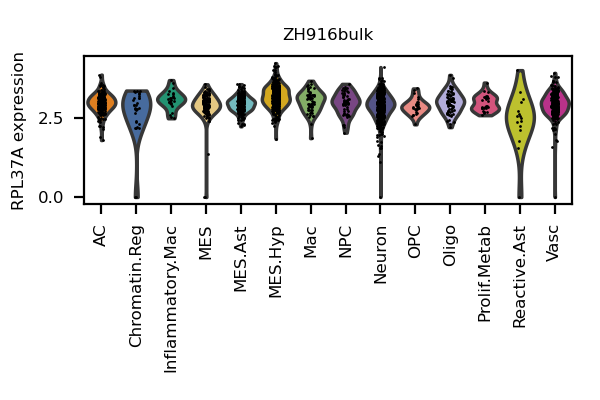 ZH916bulk
RPL37A expression
2.5
0.0
AC
Chromatin.Reg
Inflammatory.Mac
MES
MES.Ast
MES.Hyp
Mac
NPC
Neuron
OPC
Oligo
Prolif.Metab
Reactive.Ast
Vasc